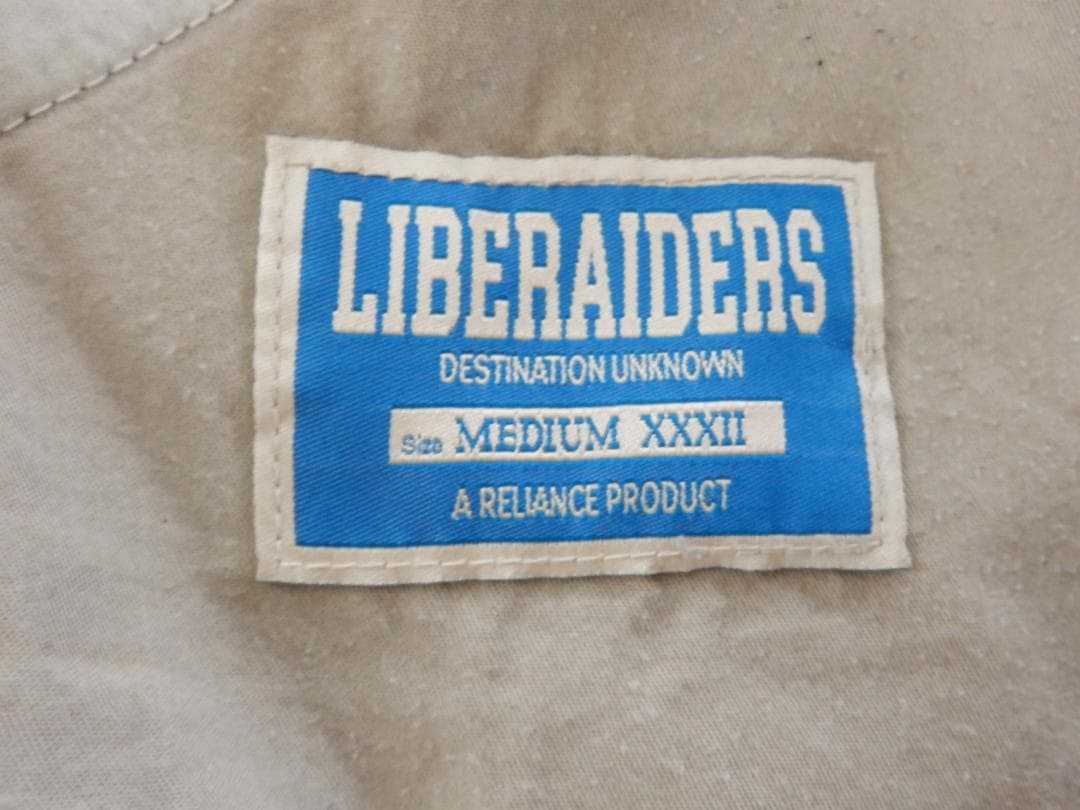 LIBERAIDERS
DESTINATION UNKNOWN
Size MEDIUM XXXII
A RELIANCE PRODUCT